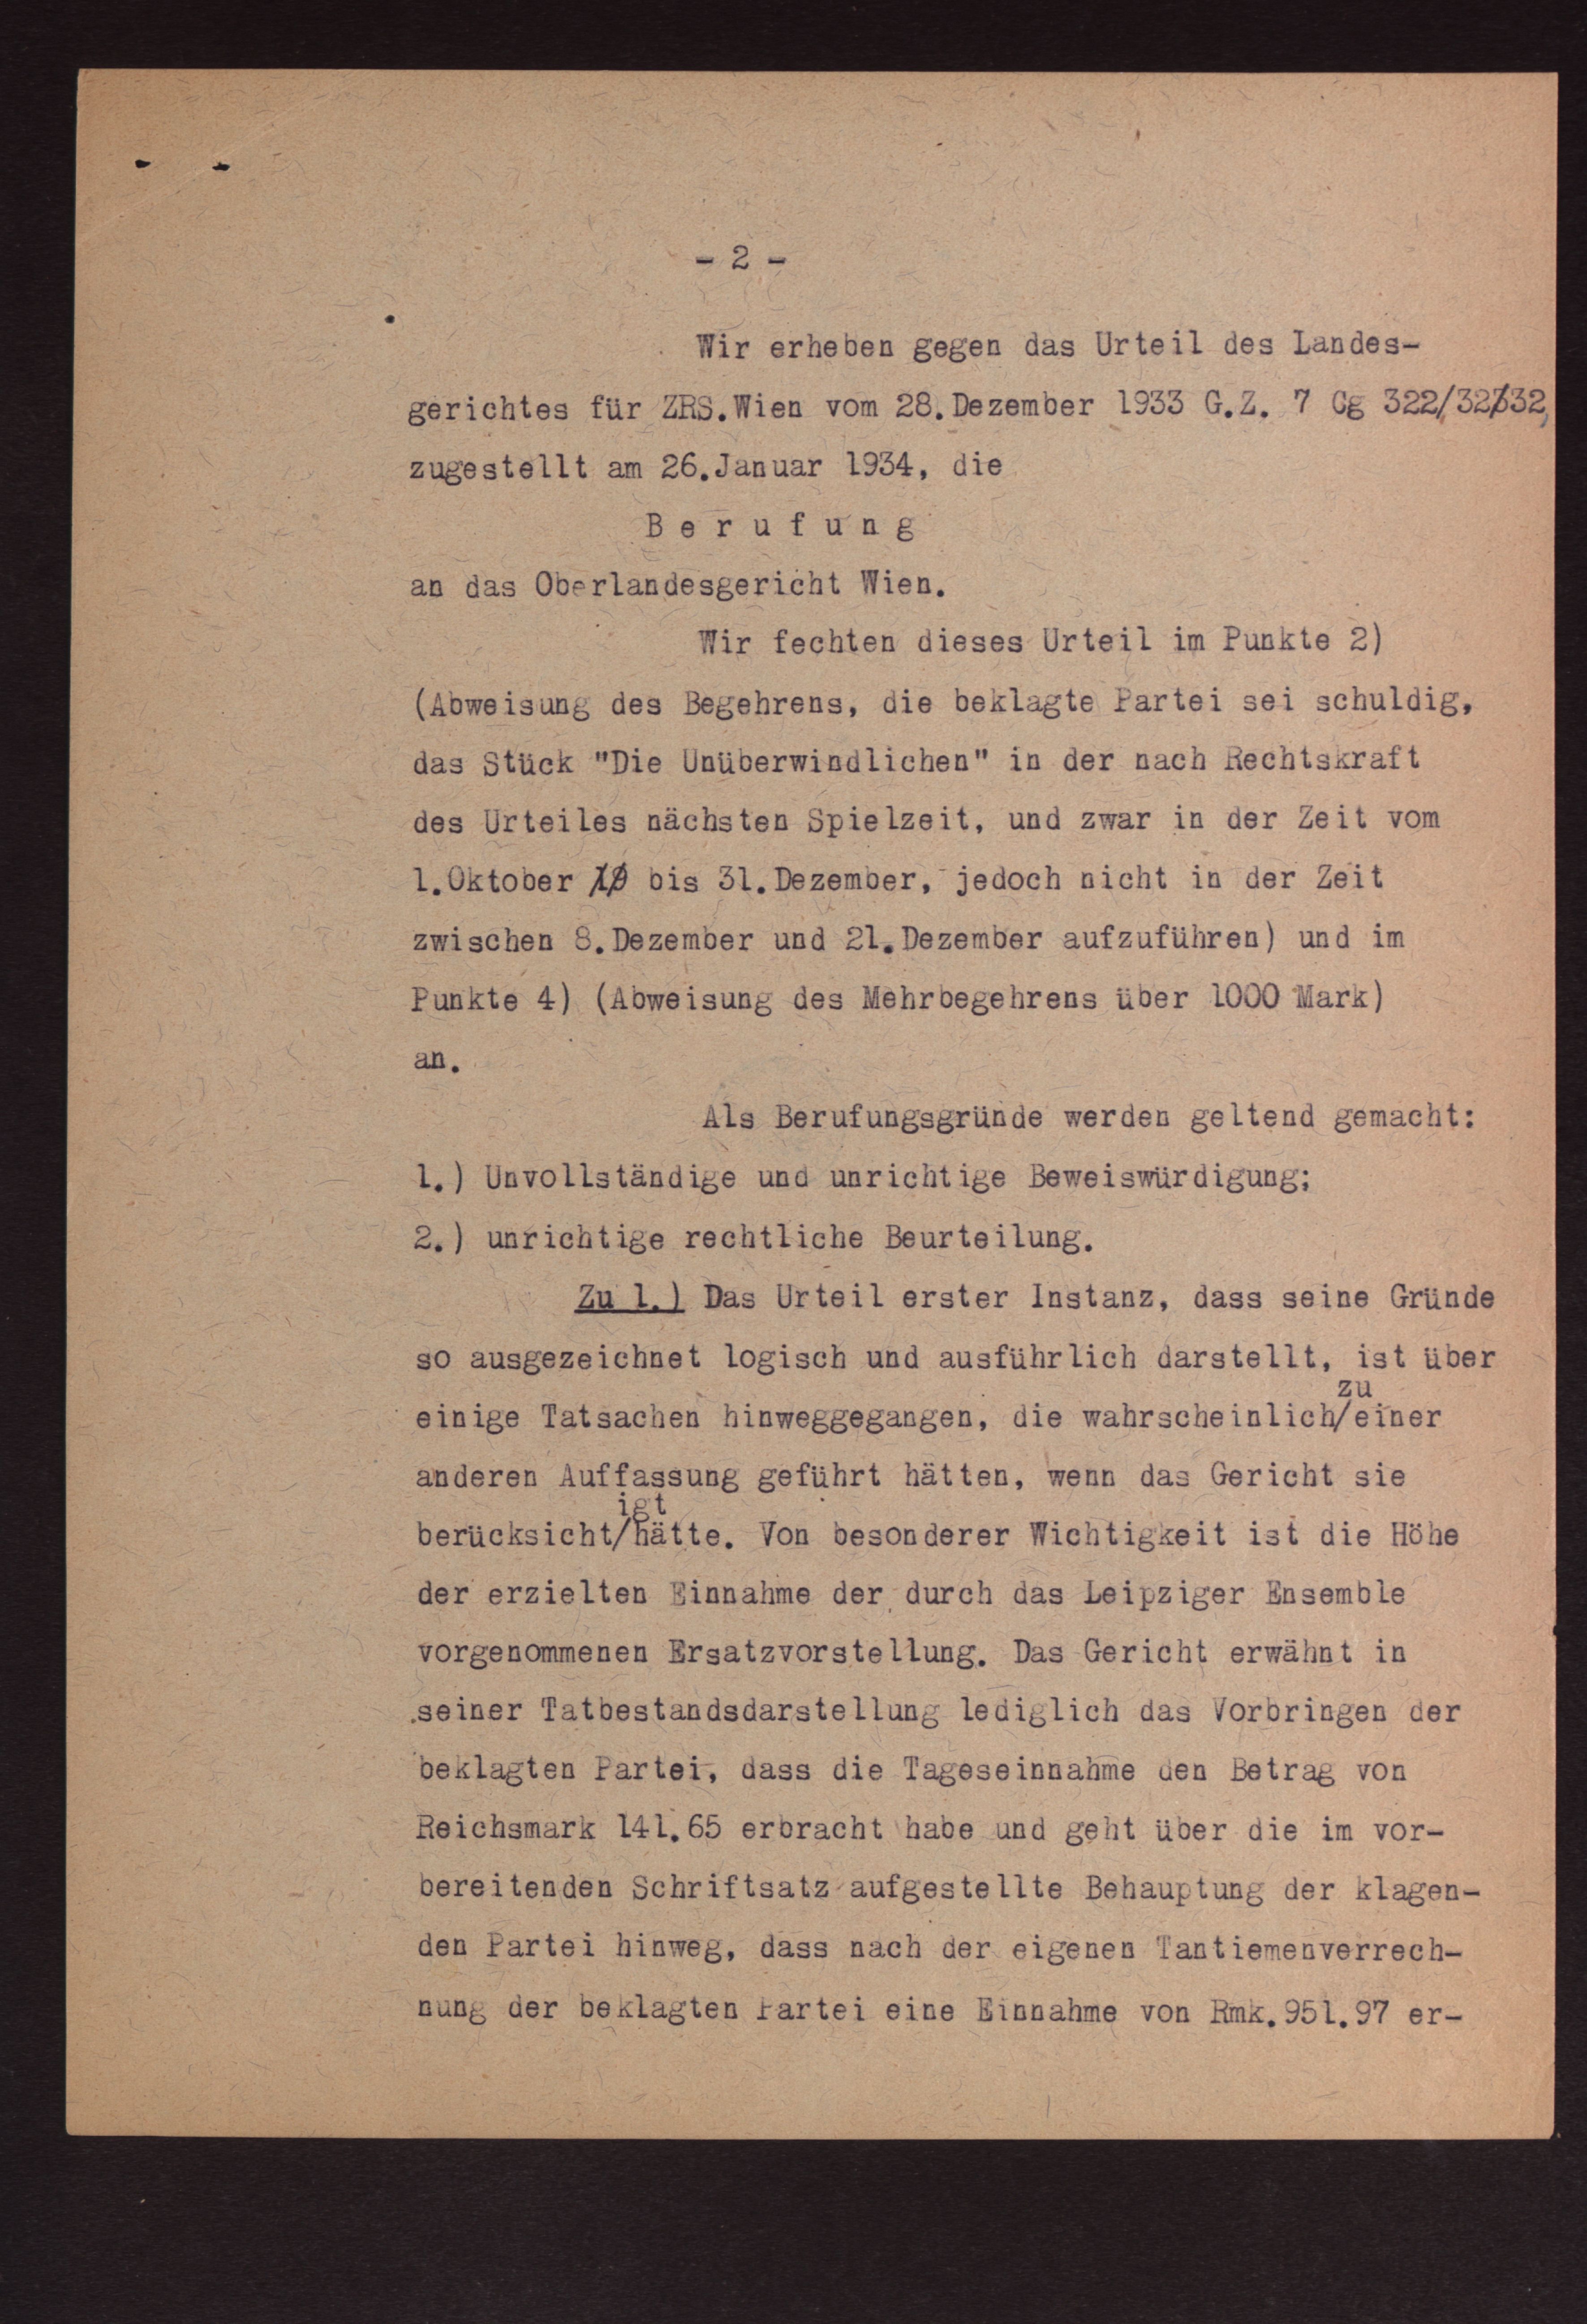 - 2 -
Wir erheben gegen das Urteil des Landes-
gerichtes für ZRS.Wien vom 28.Dezember 1933 G.Z. 7 Cg 322/32/32,
zugestellt am 26.Januar 1934, die
B e r u f u n g
an das Oberlandesgericht Wien.
Wir fechten dieses Urteil im Punkte 2)
(Abweisung des Begehrens, die beklagte Partei sei schuldig,
das Stück "Die Unüberwindlichen" in der nach Rechtskraft
des Urteiles nächsten Spielzeit, und zwar in der Zeit vom
1.Oktober bis 31.Dezember, jedoch nicht in der Zeit
zwischen 8.Dezember und 21.Dezember aufzuführen) und im
Punkte 4) (Abweisung des Mehrbegehrens über 1000 Mark)
an.
Als Berufungsgründe werden geltend gemacht:
1.) Unvollständige und unrichtige Beweiswürdigung;
2.) unrichtige rechtliche Beurteilung.
Zu 1.) Das Urteil erster Instanz, dass seine Gründe
so ausgezeichnet logisch und ausführlich darstellt, ist über
einige Tatsachen hinweggegangen, die wahrscheinlich/zu einer
anderen Auffassung geführt hätten, wenn das Gericht sie
berücksicht/igt hätte. Von besonderer Wichtigkeit ist die Höhe
der erzielten Einnahme der durch das Leipziger Ensemble
vorgenommenen Ersatzvorstellung. Das Gericht erwähnt in
seiner Tatbestandsdarstellung lediglich das Vorbringen der
beklagten Partei, dass die Tageseinnahme den Betrag von
Reichsmark 141.65 erbracht habe und geht über die im vor-
bereitenden Schriftsatz aufgestellte Behauptung der klagen-
den Partei hinweg, dass nach der eigenen Tantiemenverrech-
nung der beklagten Partei eine Einnahme von Rmk.951.97 er-